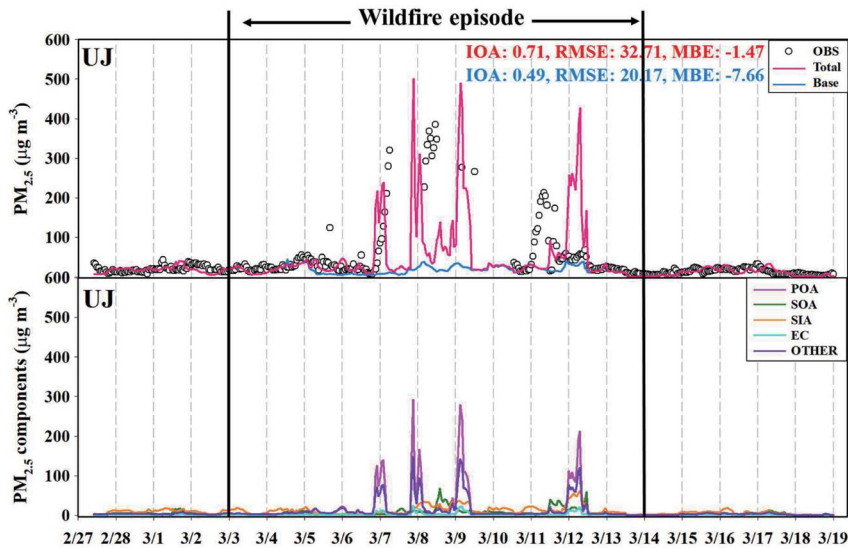 Wildfire episode
600
UJ
IOA: 0.71, RMSE: 32.71, MBE: -1.47
IOA: 0.49, RMSE: 20.17, MBE: -7.66
OBS
Total
Base
500
400
300
200
100
PM2.5 (μg m-3)
600
UJ
POA
SOA
SIA
EC
OTHER
500
400
300
200
100
0
PM2.5 components (μg m-3)
2/27 2/28 3/1 3/2 3/3 3/4 3/5 3/6 3/7 3/8 3/9 3/10 3/11 3/12 3/13 3/14 3/15 3/16 3/17 3/18 3/19